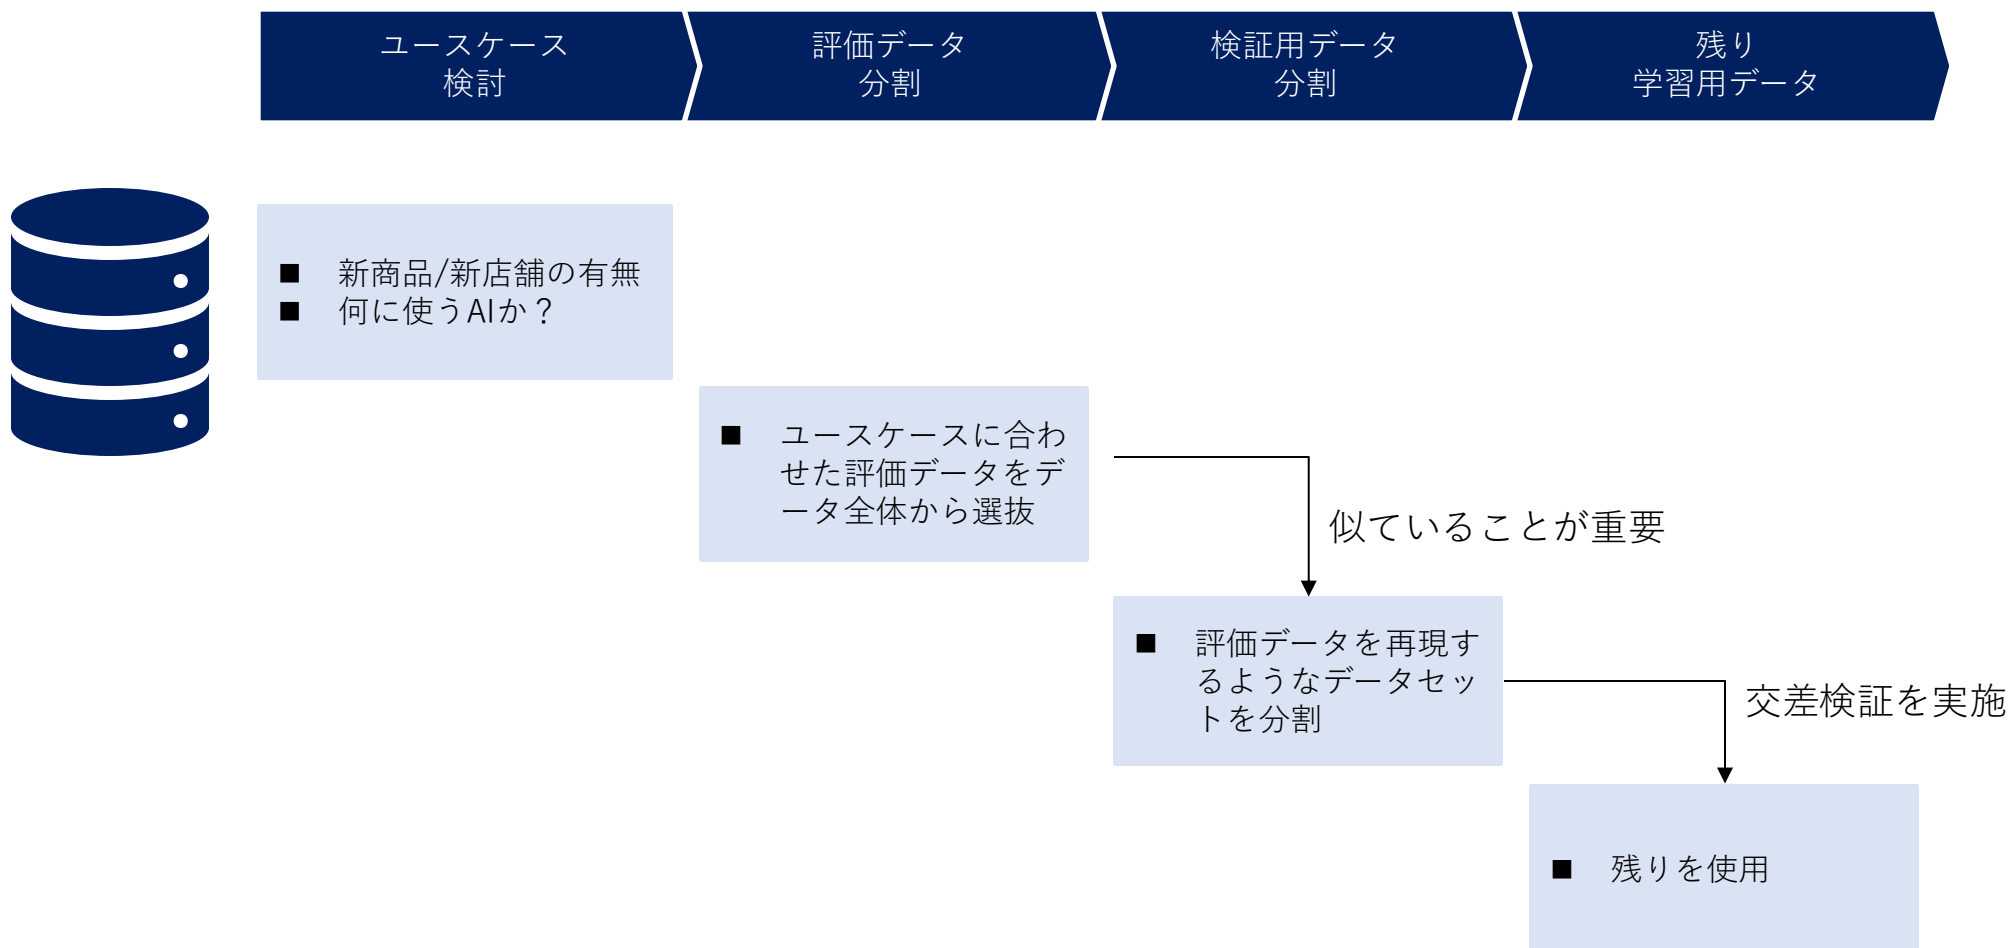 ユースケース
検討
評価データ
分割
検証用データ
分割
残り
学習用データ
■ 新商品/新店舗の有無
■ 何に使うAIか？
■ ユースケースに合わ
せた評価データをデ
ータ全体から選抜
似ていることが重要
■ 評価データを再現す
るようなデータセッ
トを分割
交差検証を実施
■ 残りを使用